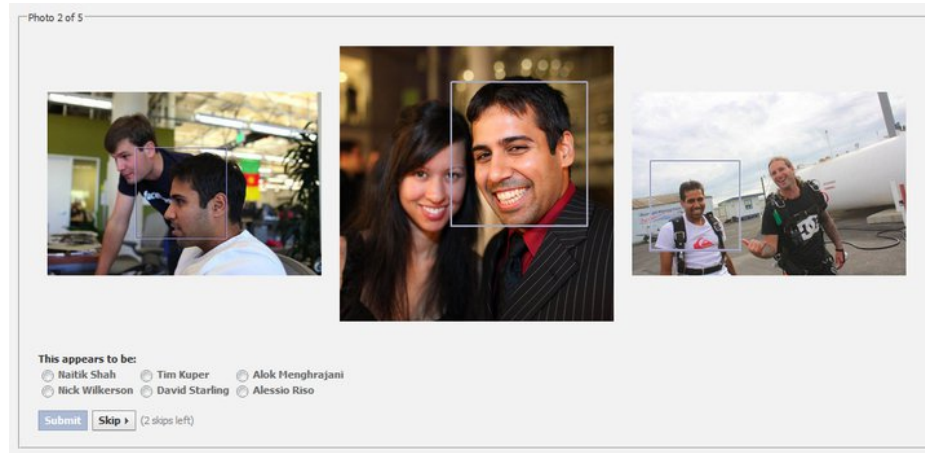 Photo 2 of 5
This appears to be:
Naitik Shah Tim Kuper Alok Menghrajani
Nick Wilkerson David Starling Alessio Riso
Submit Skip (2 skips left)